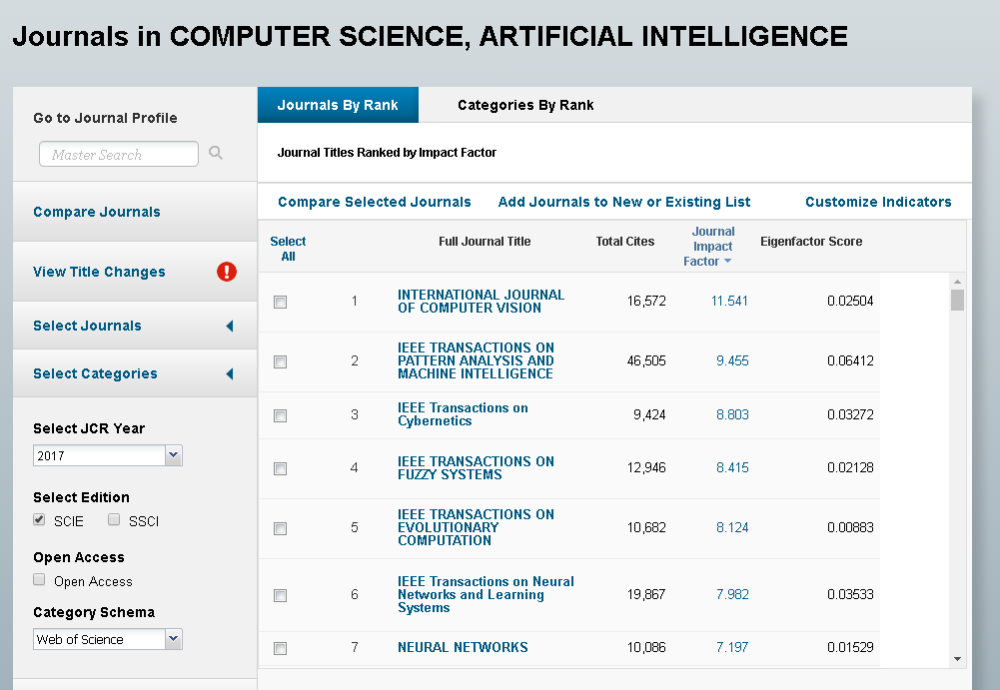 Journals in COMPUTER SCIENCE, ARTIFICIAL INTELLIGENCE
Go to Journal Profile
Master Search
Compare Journals
View Title Changes
Select Journals
Select Categories
Select JCR Year
2017
Select Edition
SCIE SSCI
Open Access
Open Access
Category Schema
Web of Science
Journals By Rank Categories By Rank
Journal Titles Ranked by Impact Factor
Compare Selected Journals Add Journals to New or Existing List Customize Indicators
Select
All
Full Journal Title
Total Cites
Journal
Impact
Factor
Eigenfactor Score
1 INTERNATIONAL JOURNAL
OF COMPUTER VISION
16,572 11.541 0.02504
2 IEEE TRANSACTIONS ON
PATTERN ANALYSIS AND
MACHINE INTELLIGENCE
46,505 9.455 0.06412
3 IEEE Transactions on
Cybernetics
9,424 8.803 0.03272
4 IEEE TRANSACTIONS ON
FUZZY SYSTEMS
12,946 8.415 0.02128
5 IEEE TRANSACTIONS ON
EVOLUTIONARY
COMPUTATION
10,682 8.124 0.00883
6 IEEE Transactions on Neural
Networks and Learning
Systems
19,867 7.982 0.03533
7 NEURAL NETWORKS 10,086 7.197 0.01529